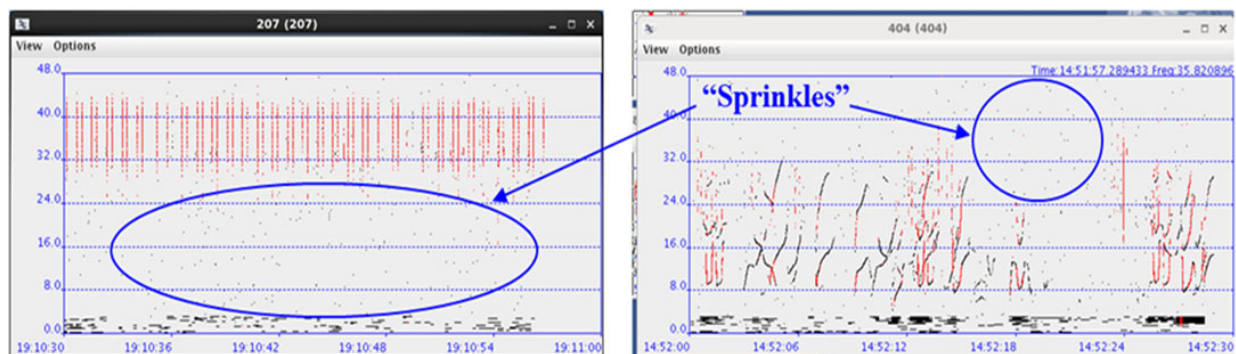 207 (207)
View Options
48.0
40.0
32.0
24.0
16.0
8.0
0.0
19:10:30 19:10:36 19:10:42 19:10:48 19:10:54 19:11:00
“Sprinkles”
404 (404)
View Options
Time:14:51:57.289433 Freq:35.820896
48.0
40.0
32.0
24.0
16.0
8.0
0.0
14:52:00 14:52:06 14:52:12 14:52:18 14:52:24 14:52:30